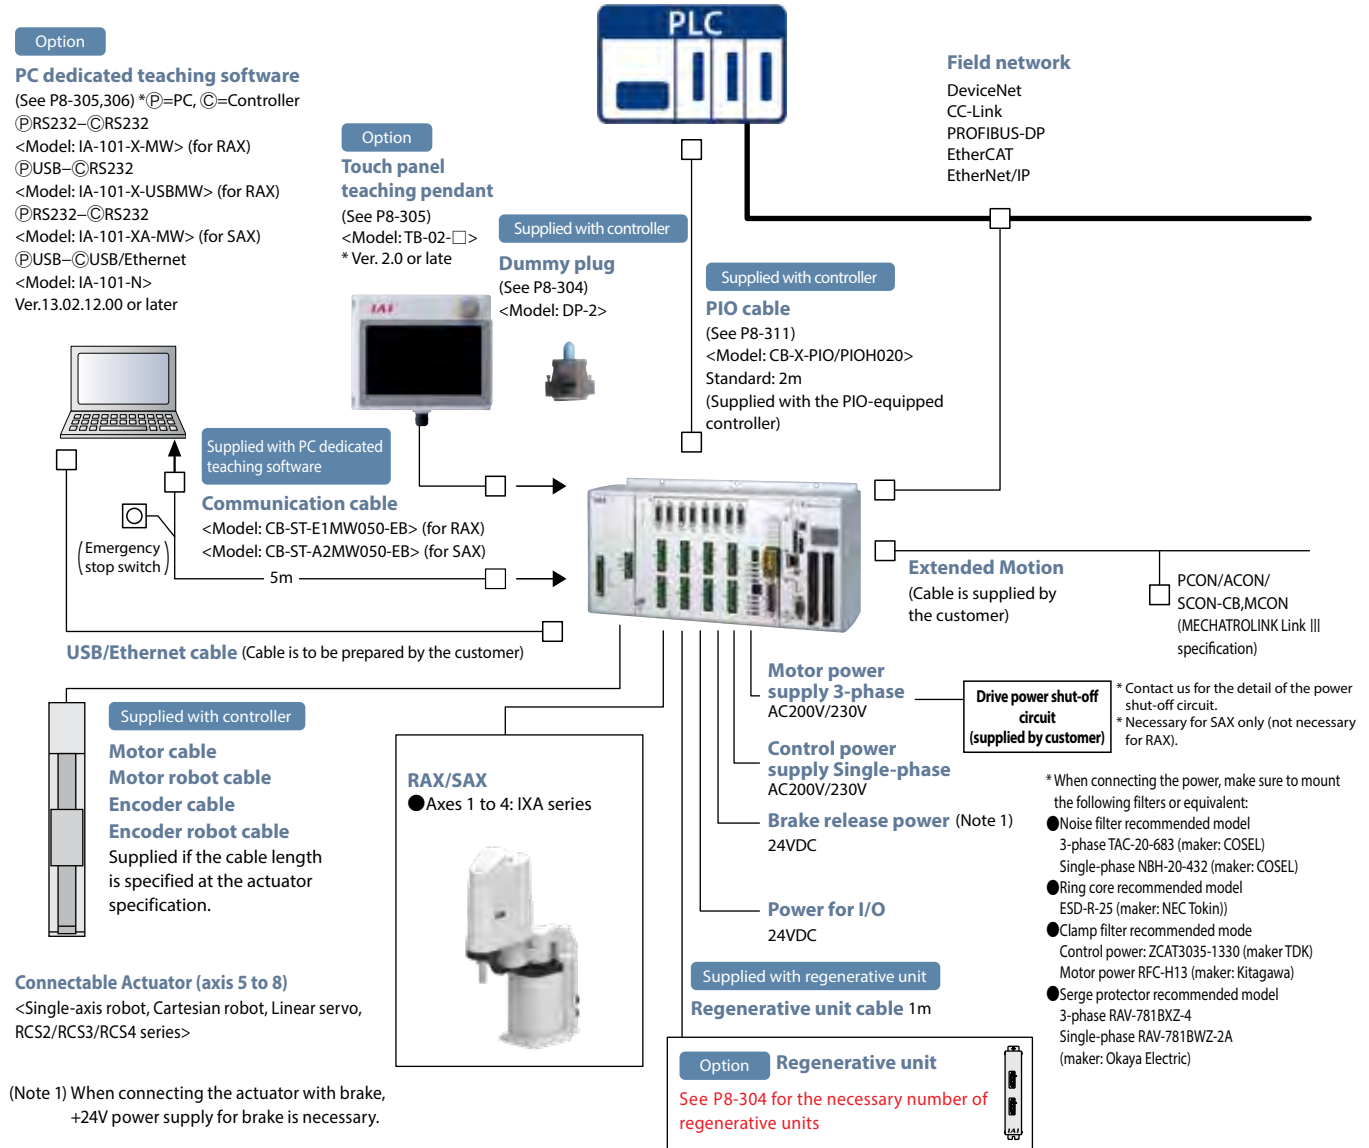 PLC
Option
PC dedicated teaching software
(See P8-305,306) *Ⓟ=PC, Ⓒ=Controller
ⓅRS232–ⒸRS232
<Model: IA-101-X-MW> (for RAX)
ⓅUSB–ⒸRS232
<Model: IA-101-X-USBMW> (for RAX)
ⓅRS232–ⒸRS232
<Model: IA-101-XA-MW> (for SAX)
ⓅUSB–ⒸUSB/Ethernet
<Model: IA-101-N>
Ver.13.02.12.00 or later
Option
Touch panel
teaching pendant
(See P8-305)
<Model: TB-02-□>
* Ver. 2.0 or late
IAI
Supplied with controller
Dummy plug
(See P8-304)
<Model: DP-2>
Supplied with controller
PIO cable
(See P8-311)
<Model: CB-X-PIO/PIOH020>
Standard: 2m
(Supplied with the PIO-equipped
controller)
Field network
DeviceNet
CC-Link
PROFIBUS-DP
EtherCAT
EtherNet/IP
Supplied with PC dedicated
teaching software
Communication cable
<Model: CB-ST-E1MW050-EB> (for RAX)
<Model: CB-ST-A2MW050-EB> (for SAX)
(Emergency
stop switch)
5m
USB/Ethernet cable (Cable is to be prepared by the customer)
Extended Motion
(Cable is supplied by
the customer)
PCON/ACON/
SCON-CB,MCON
(MECHATROLINK Link |||
specification)
Supplied with controller
Motor cable
Motor robot cable
Encoder cable
Encoder robot cable
Supplied if the cable length
is specified at the actuator
specification.
Connectable Actuator (axis 5 to 8)
<Single-axis robot, Cartesian robot, Linear servo,
RCS2/RCS3/RCS4 series>
(Note 1) When connecting the actuator with brake,
+24V power supply for brake is necessary.
RAX/SAX
●Axes 1 to 4: IXA series
Motor power
supply 3-phase
AC200V/230V
Drive power shut-off
circuit
(supplied by customer)
* Contact us for the detail of the power
shut-off circuit.
* Necessary for SAX only (not necessary
for RAX).
Control power
supply Single-phase
AC200V/230V
Brake release power (Note 1)
24VDC
Power for I/O
24VDC
Supplied with regenerative unit
Regenerative unit cable 1m
Option Regenerative unit
See P8-304 for the necessary number of
regenerative units
IAI
* When connecting the power, make sure to mount
the following filters or equivalent:
●Noise filter recommended model
3-phase TAC-20-683 (maker: COSEL)
Single-phase NBH-20-432 (maker: COSEL)
●Ring core recommended model
ESD-R-25 (maker: NEC Tokin))
●Clamp filter recommended mode
Control power: ZCAT3035-1330 (maker TDK)
Motor power RFC-H13 (maker: Kitagawa)
●Serge protector recommended model
3-phase RAV-781BXZ-4
Single-phase RAV-781BWZ-2A
(maker: Okaya Electric)